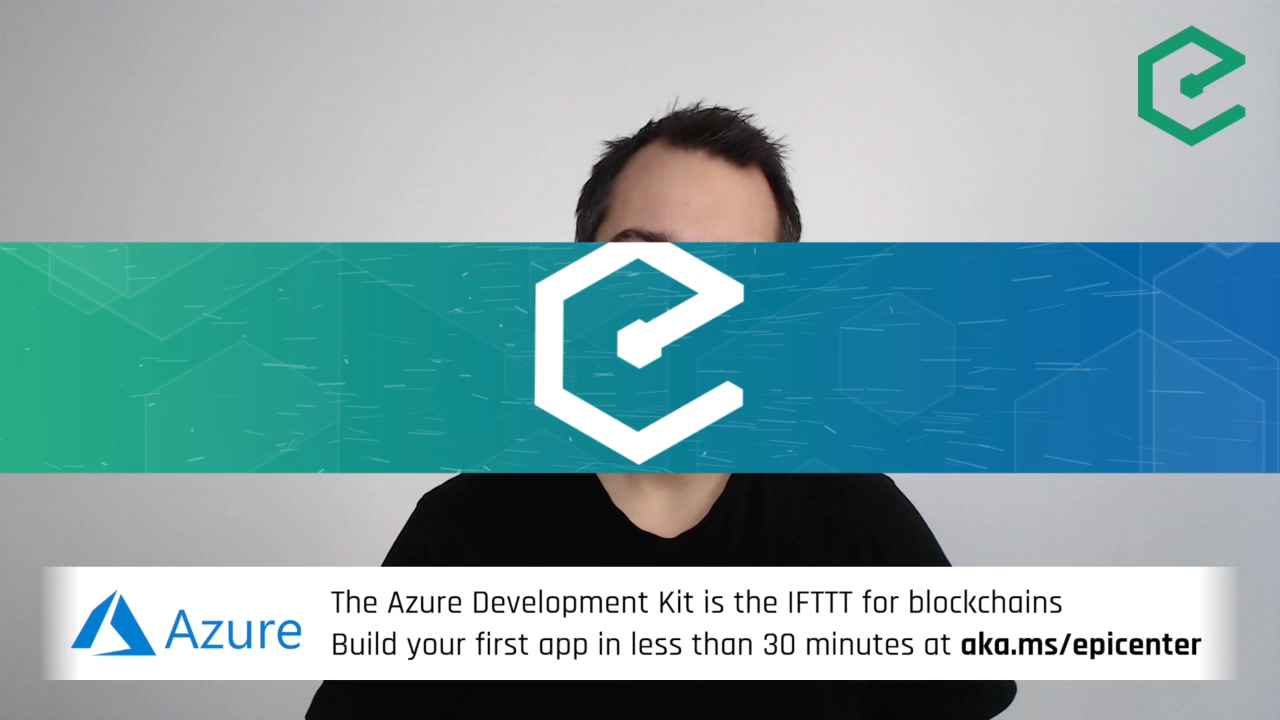 Azure
The Azure Development Kit is the IFTTT for blockchains
Build your first app in less than 30 minutes at aka.ms/epicenter